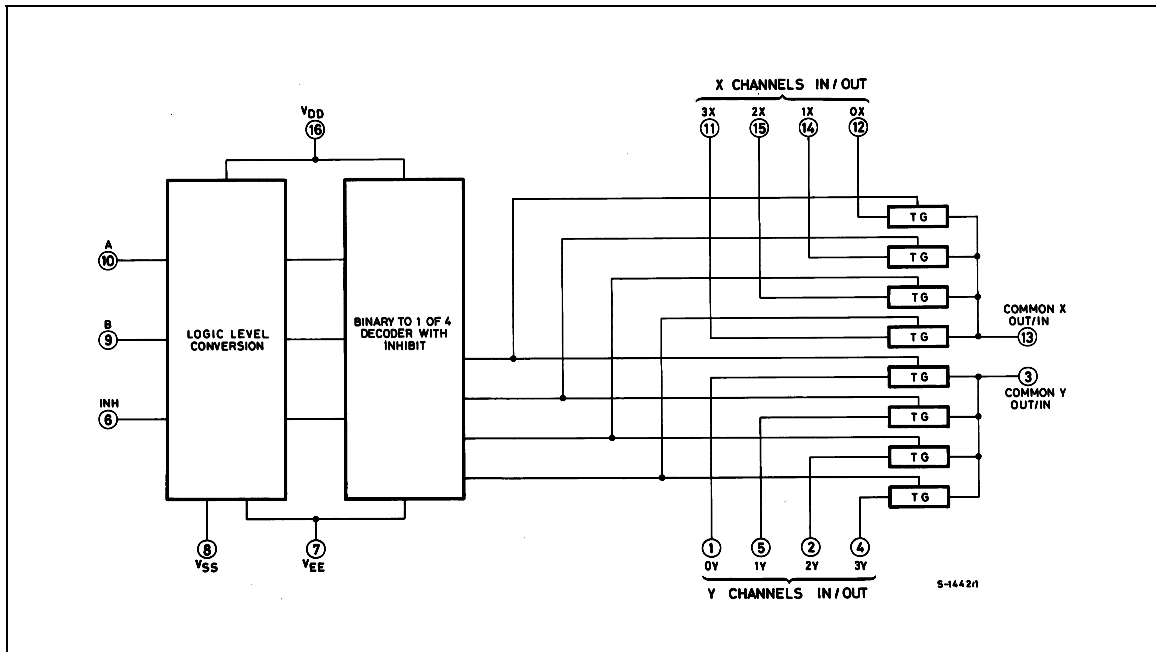 X CHANNELS IN / OUT
3X 2X 1X 0X
11 15 14 12
VDD
16
TG
TG
TG
TG
TG
TG
TG
TG
A
10
B
9
INH
6
LOGIC LEVEL
CONVERSION
BINARY TO 1 OF 4
DECODER WITH
INHIBIT
COMMON X
OUT/IN
13
3
COMMON Y
OUT/IN
8
VSS
7
VEE
1 5 2 4
0Y 1Y 2Y 3Y
Y CHANNELS IN / OUT
S-1442/1